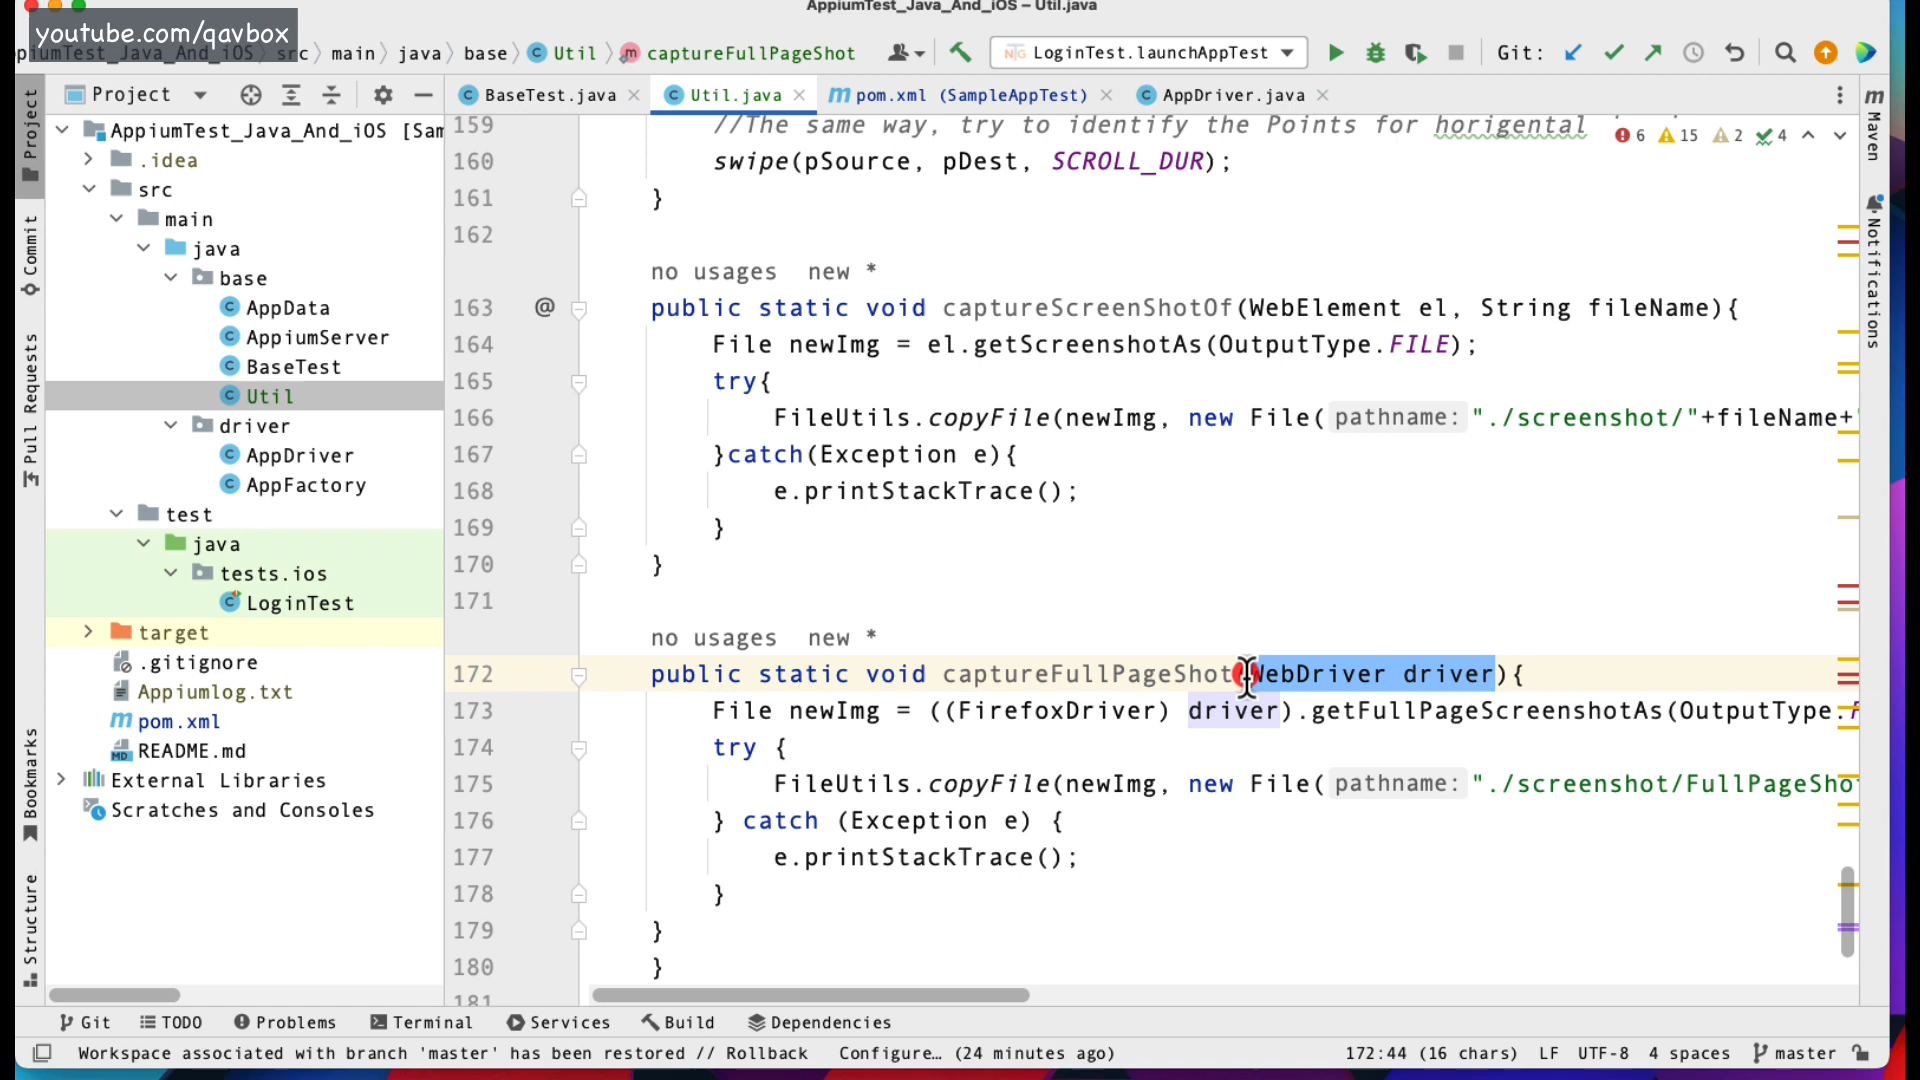 AppiumTest_Java_And_iOS – Util.java
youtube.com/qavbox
ppiumTest_Java_And_iOS src main java base Util captureFullPageShot LoginTest.launchAppTest Git:
Project BaseTest.java Util.java pom.xml (SampleAppTest) AppDriver.java
AppiumTest_Java_And_iOS [Sam
.idea
src
main
java
base
AppData
AppiumServer
BaseTest
Util
driver
AppDriver
AppFactory
test
java
tests.ios
LoginTest
target
.gitignore
Appiumlog.txt
pom.xml
README.md
External Libraries
Scratches and Consoles
159 //The same way, try to identify the Points for horigental
6 15 2 4
160 swipe(pSource, pDest, SCROLL_DUR);
161 }
162
no usages new *
163 @ public static void captureScreenShotOf(WebElement el, String fileName){
164 File newImg = el.getScreenshotAs(OutputType.FILE);
165 try{
166 FileUtils.copyFile(newImg, new File( pathname: "./screenshot/"+fileName+"
167 }catch(Exception e){
168 e.printStackTrace();
169 }
170 }
171
no usages new *
172 public static void captureFullPageShot(WebDriver driver){
173 File newImg = ((FirefoxDriver) driver).getFullPageScreenshotAs(OutputType.F
174 try {
175 FileUtils.copyFile(newImg, new File( pathname: "./screenshot/FullPageSho
176 } catch (Exception e) {
177 e.printStackTrace();
178 }
179 }
180 }
181
Project
Commit
Pull Requests
Bookmarks
Structure
m
Maven
Notifications
Git TODO Problems Terminal Services Build Dependencies
Workspace associated with branch 'master' has been restored // Rollback Configure… (24 minutes ago) 172:44 (16 chars) LF UTF-8 4 spaces master